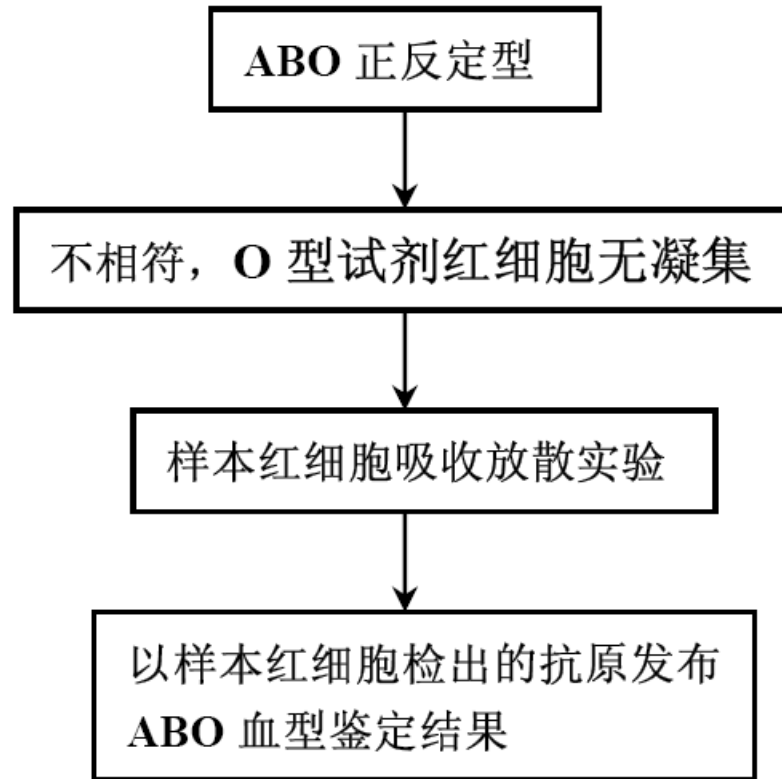 ABO 正反定型
不相符，O 型试剂红细胞无凝集
样本红细胞吸收放散实验
以样本红细胞检出的抗原发布
ABO 血型鉴定结果